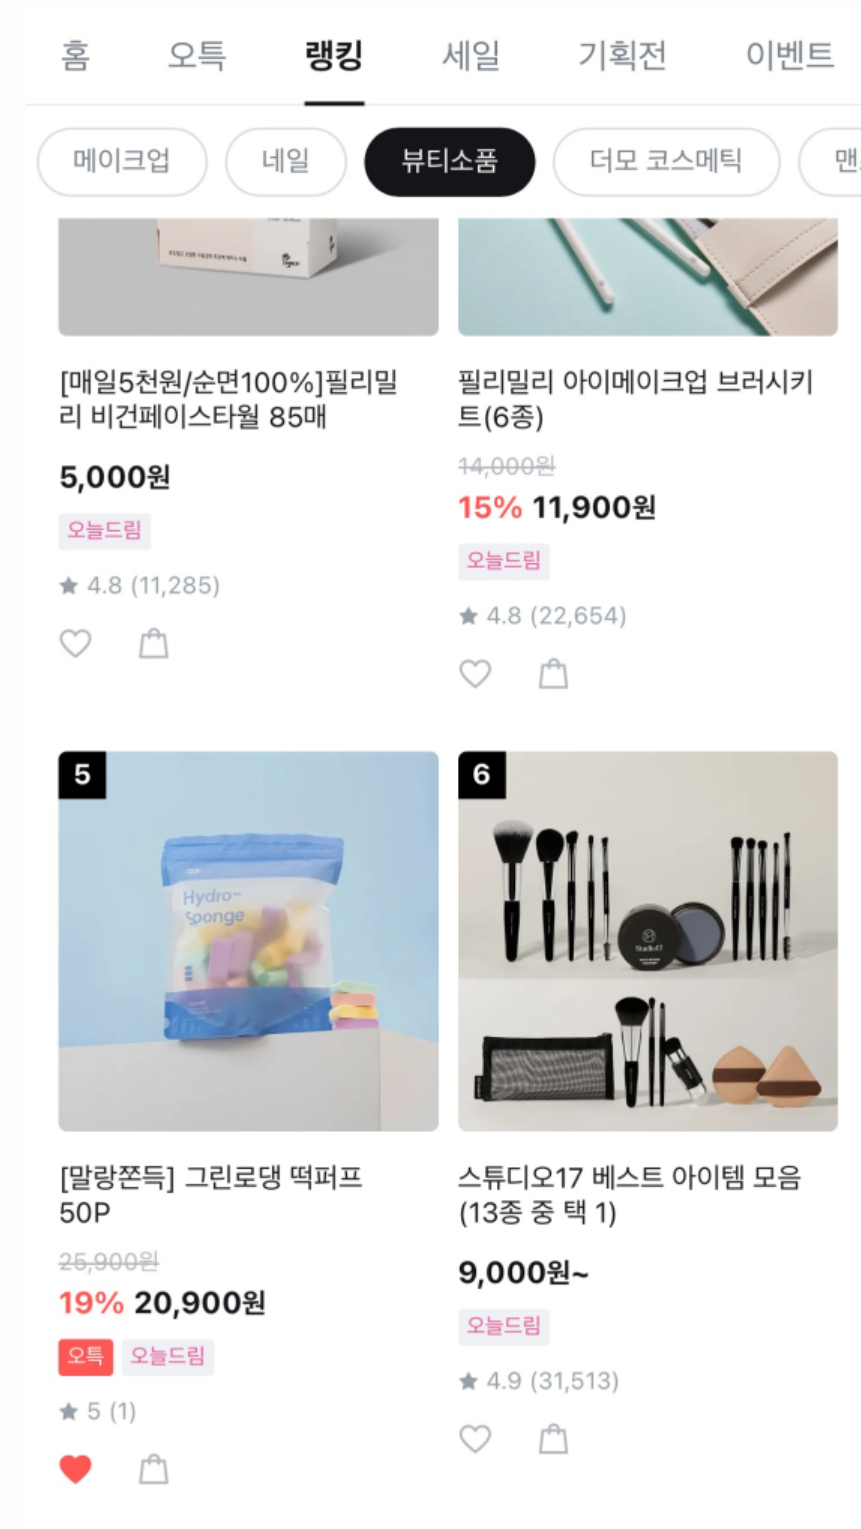 홈 오특 랭킹 세일 기획전 이벤트
메이크업 네일 뷰티소품 더모 코스메틱 맨
[매일5천원/순면100%]필리밀
리 비건페이스타월 85매
5,000원
오늘드림
4.8 (11,285)
필리밀리 아이메이크업 브러시키
트(6종)
14,000원
15% 11,900원
오늘드림
4.8 (22,654)
5
Hydro-
Sponge
[말랑쫀득] 그린로댕 떡퍼프
50P
25,900원
19% 20,900원
오특 오늘드림
5 (1)
6
Studio17
스튜디오17 베스트 아이템 모음
(13종 중 택 1)
9,000원~
오늘드림
4.9 (31,513)